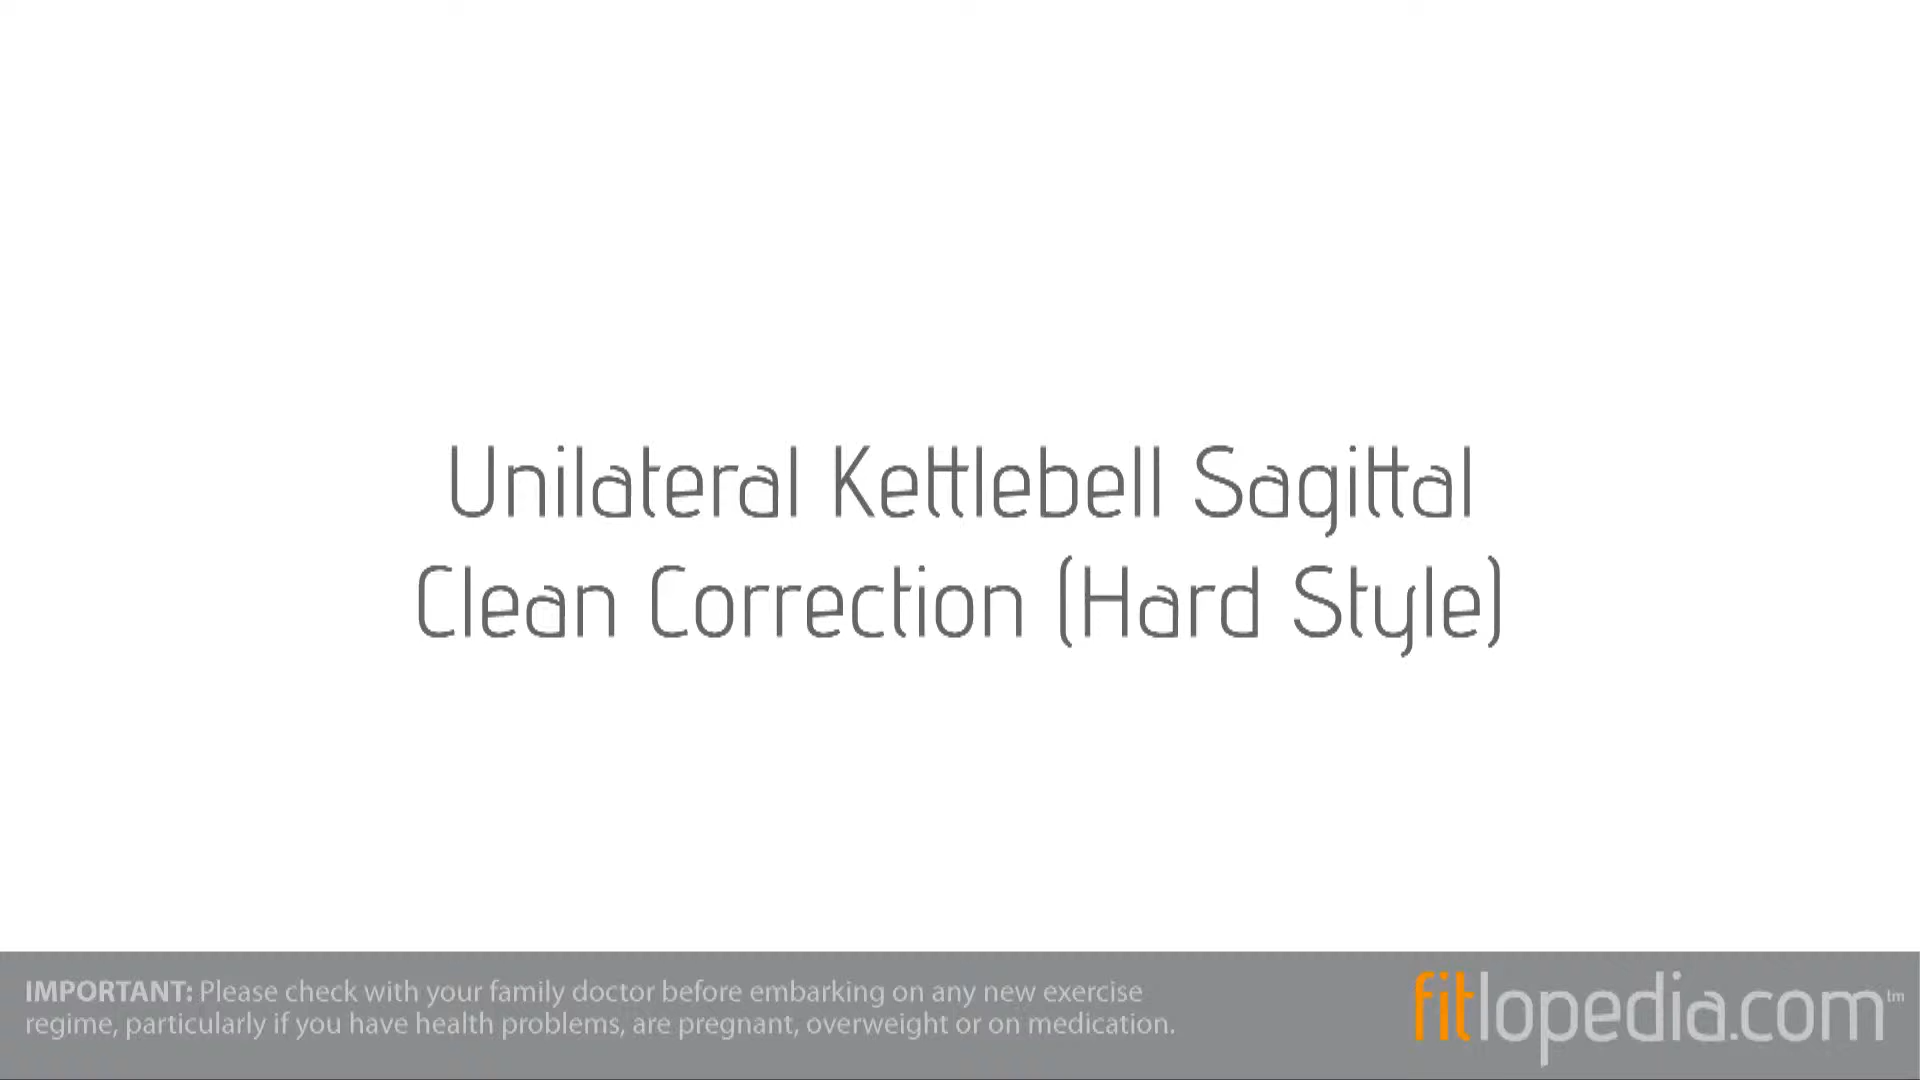 Unilateral Kettlebell Sagittal
Clean Correction (Hard Style)
IMPORTANT: Please check with your family doctor before embarking on any new exercise
regime, particularly if you have health problems, are pregnant, overweight or on medication.
fitlopedia.com™